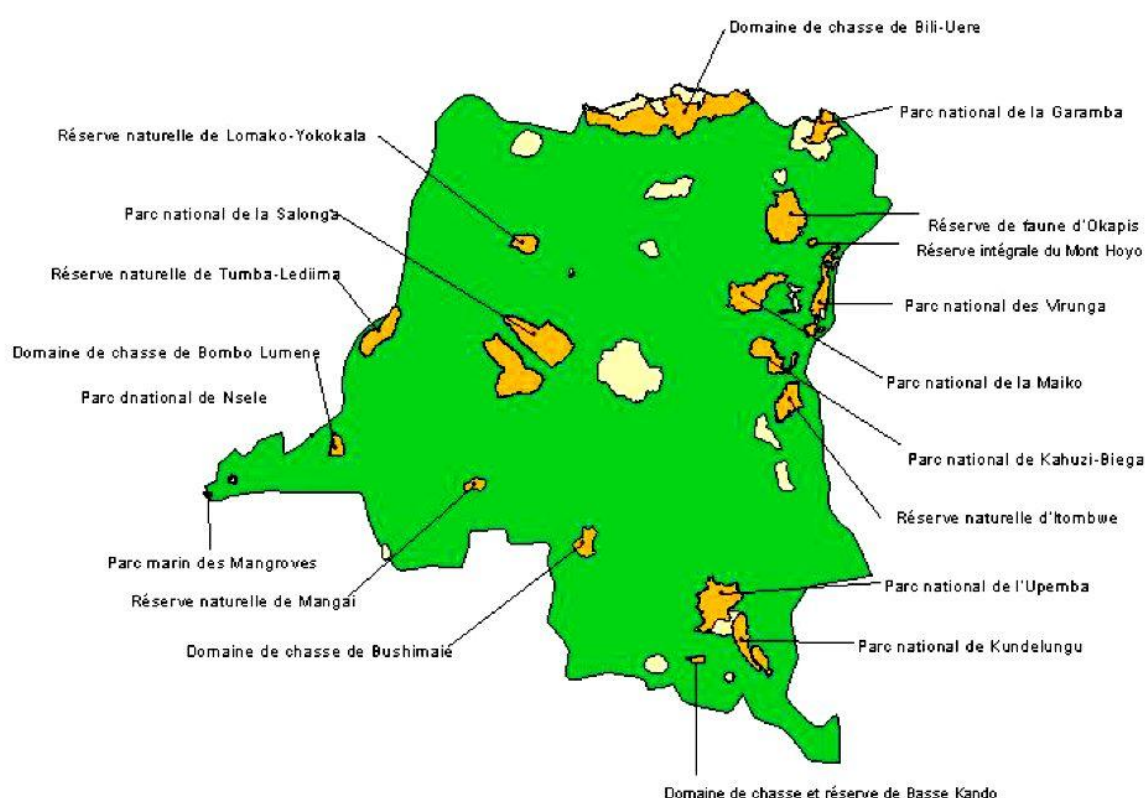 Domaine de chasse de Bili-Uere
Parc national de la Garamba
Réserve naturelle de Lomako-Yokokala
Parc national de la Salonga
Réserve de faune d'Okapis
Réserve intégrale du Mont Hoyo
Réserve naturelle de Tumba-Lediima
Parc national des Virunga
Domaine de chasse de Bombo Lumene
Parc national de la Maiko
Parc dnational de Nsele
Parc national de Kahuzi-Biega
Réserve naturelle d'Itombwe
Parc marin des Mangroves
Parc national de l'Upemba
Réserve naturelle de Mangai
Parc national de Kundelungu
Domaine de chasse de Bushimaié
Domaine de chasse et réserve de Basse Kando